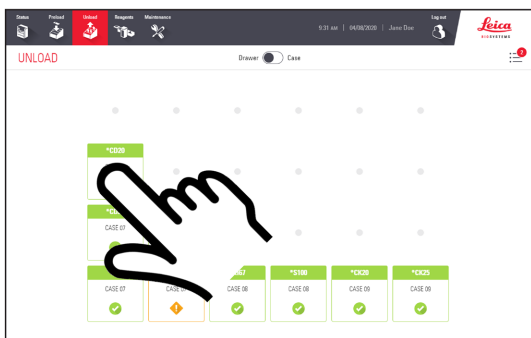 Status Preload Unload Reagents Maintenance
9:31 AM | 04/08/2020 | Jane Doe
Log out
Leica
BIOSYSTEMS
UNLOAD
Drawer Case
7
*CD20
CASE 07
*S100 *CK20 *CK25
CASE 07 CASE 08 CASE 08 CASE 09 CASE 09